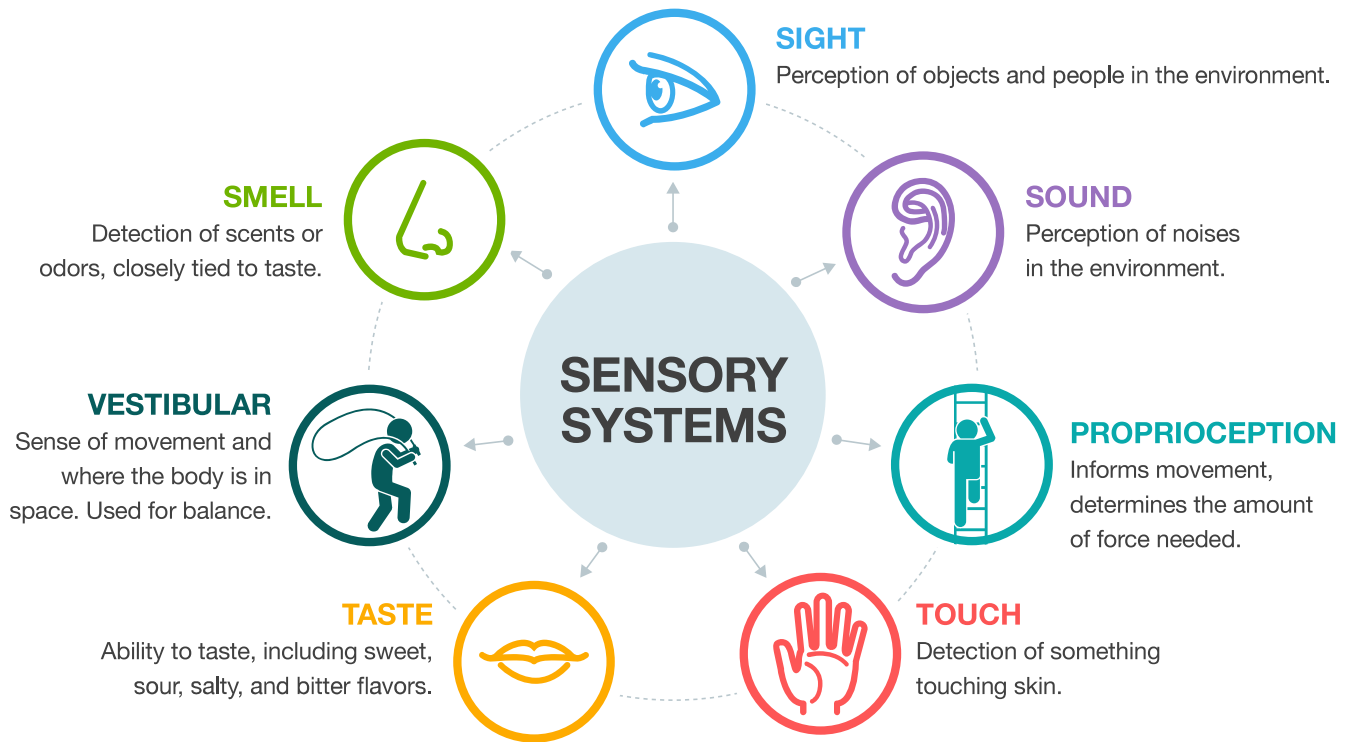 SIGHT
Perception of objects and people in the environment.
SOUND
Perception of noises
in the environment.
PROPRIOCEPTION
Informs movement,
determines the amount
of force needed.
TOUCH
Detection of something
touching skin.
TASTE
Ability to taste, including sweet,
sour, salty, and bitter flavors.
VESTIBULAR
Sense of movement and
where the body is in
space. Used for balance.
SMELL
Detection of scents or
odors, closely tied to taste.
SENSORY
SYSTEMS